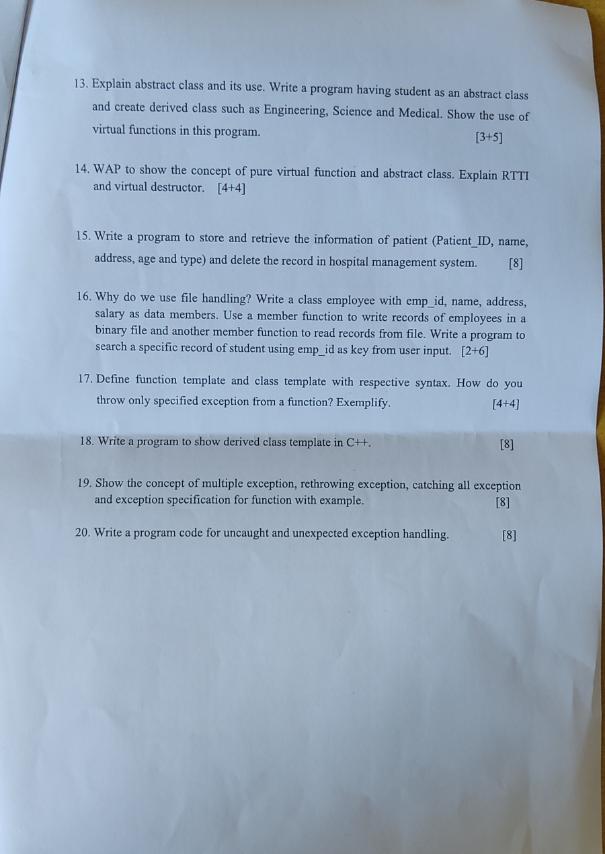 13. Explain abstract class and its use. Write a program having student as an abstract class
and create derived class such as Engineering, Science and Medical. Show the use of
virtual functions in this program. [3+5]
14. WAP to show the concept of pure virtual function and abstract class. Explain RTTI
and virtual destructor. [4+4]
15. Write a program to store and retrieve the information of patient (Patient_ID, name,
address, age and type) and delete the record in hospital management system. [8]
16. Why do we use file handling? Write a class employee with emp_id, name, address,
salary as data members. Use a member function to write records of employees in a
binary file and another member function to read records from file. Write a program to
search a specific record of student using emp_id as key from user input. [2+6]
17. Define function template and class template with respective syntax. How do you
throw only specified exception from a function? Exemplify. [4+4]
18. Write a program to show derived class template in C++. [8]
19. Show the concept of multiple exception, rethrowing exception, catching all exception
and exception specification for function with example. [8]
20. Write a program code for uncaught and unexpected exception handling. [8]